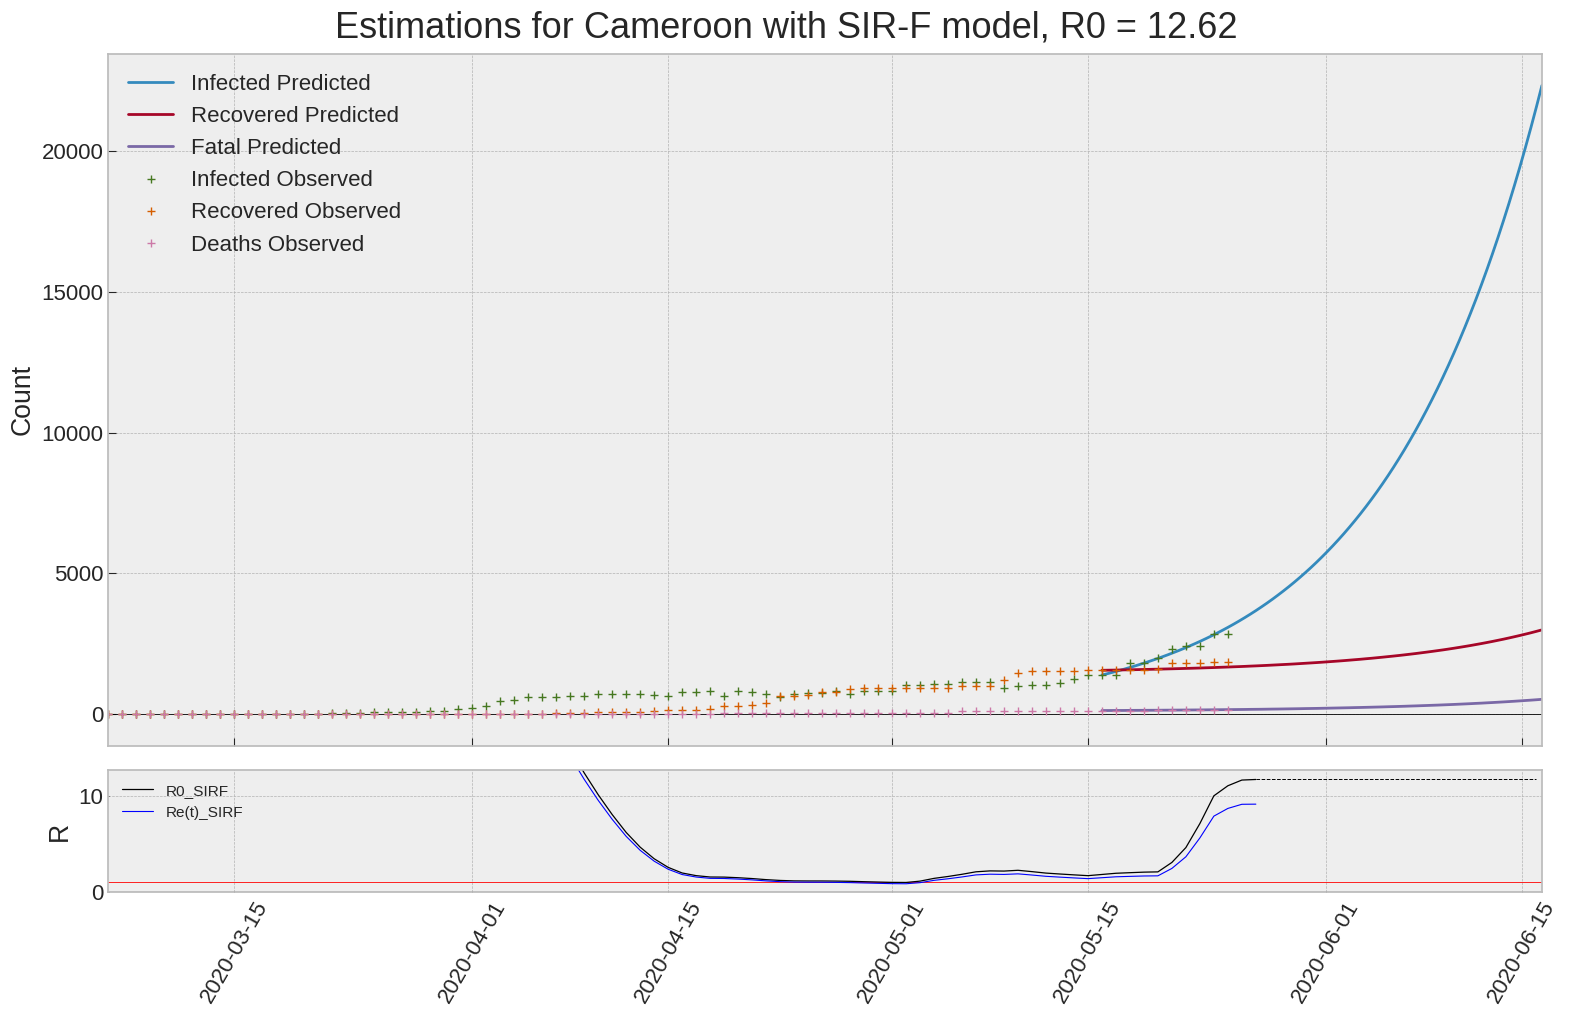 Estimations for Cameroon with SIR-F model, R0 = 12.62
Infected Predicted
Recovered Predicted
Fatal Predicted
Infected Observed
Recovered Observed
Deaths Observed
20000
15000
10000
5000
0
Count
R0_SIRF
Re(t)_SIRF
10
0
R
2020-03-15
2020-04-01
2020-04-15
2020-05-01
2020-05-15
2020-06-01
2020-06-15